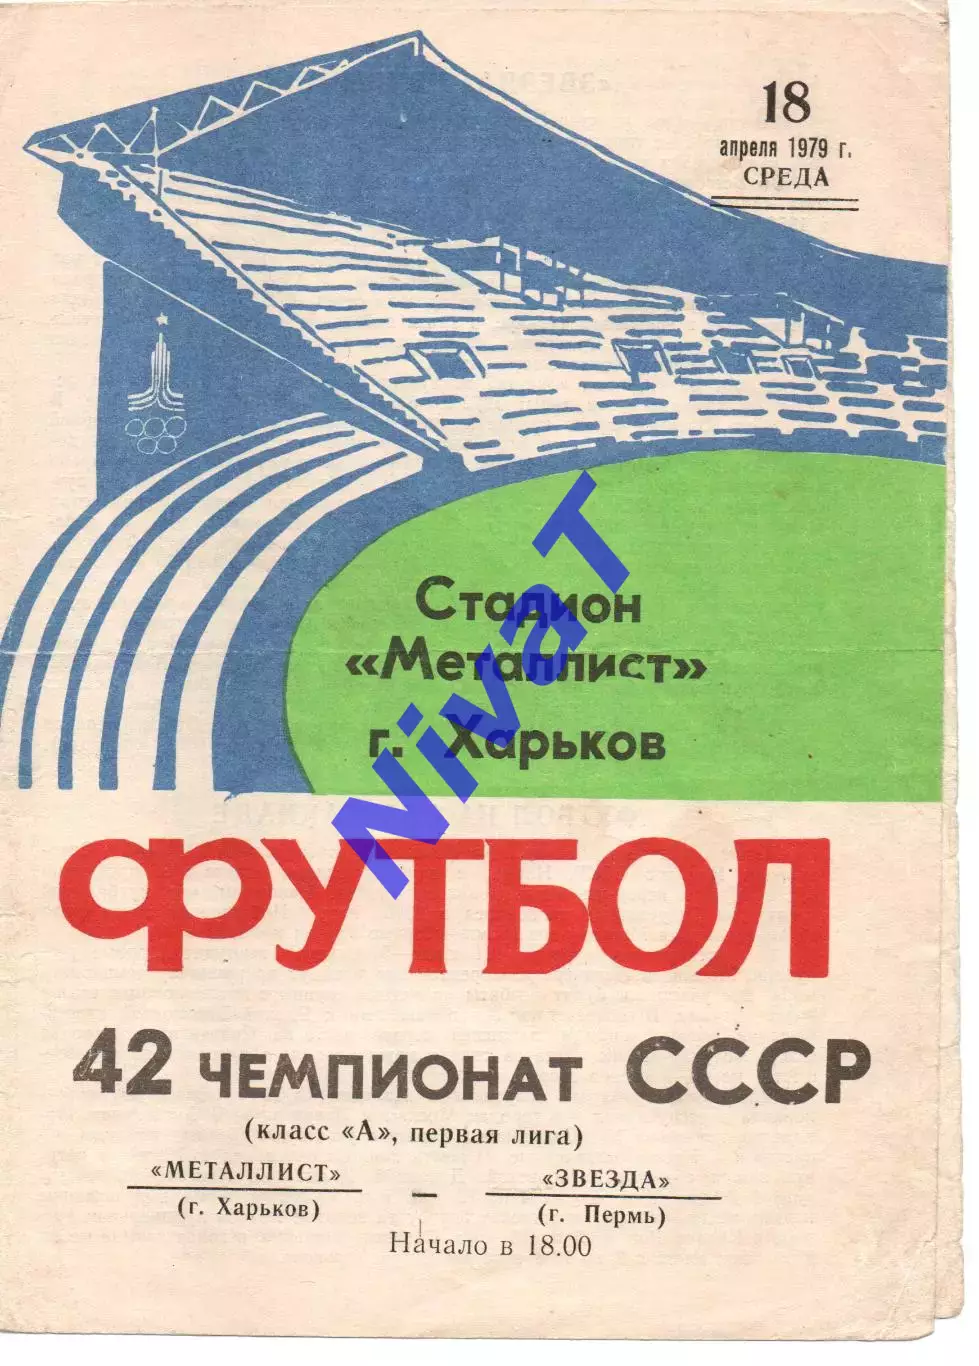 18
апреля 1979 г.
СРЕДА
Стадион
«Металлист»
г. Харьков
NivaT
ФУТБОЛ
42 ЧЕМПИОНАТ СССР
(класс «А», первая лига)
«МЕТАЛЛИСТ» — «ЗВЕЗДА»
(г. Харьков) (г. Пермь)
Начало в 18.00